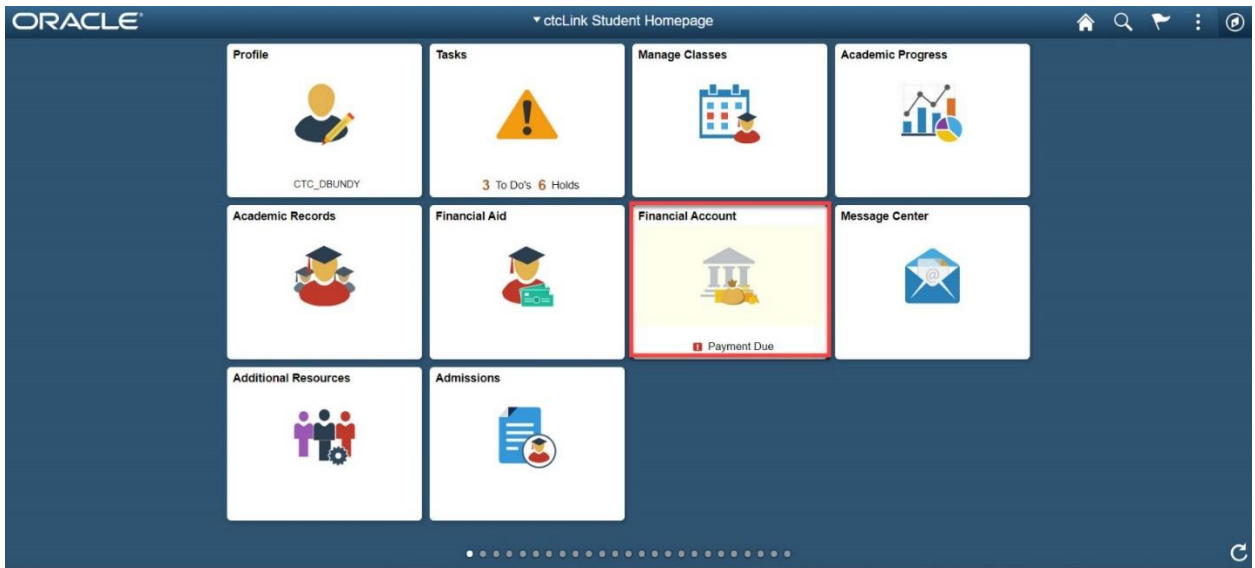 ORACLE
ctcLink Student Homepage
Profile
CTC_DBUNDY
Tasks
3 To Do's 6 Holds
Manage Classes
Academic Progress
Academic Records
Financial Aid
Financial Account
Payment Due
Message Center
@
Additional Resources
Admissions